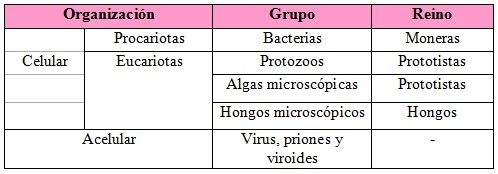 Organización Grupo Reino
Procariotas Bacterias Moneras
Celular Eucariotas Protozoos Prototistas
Algas microscópicas Prototistas
Hongos microscópicos Hongos
Acelular Virus, priones y -
viroides